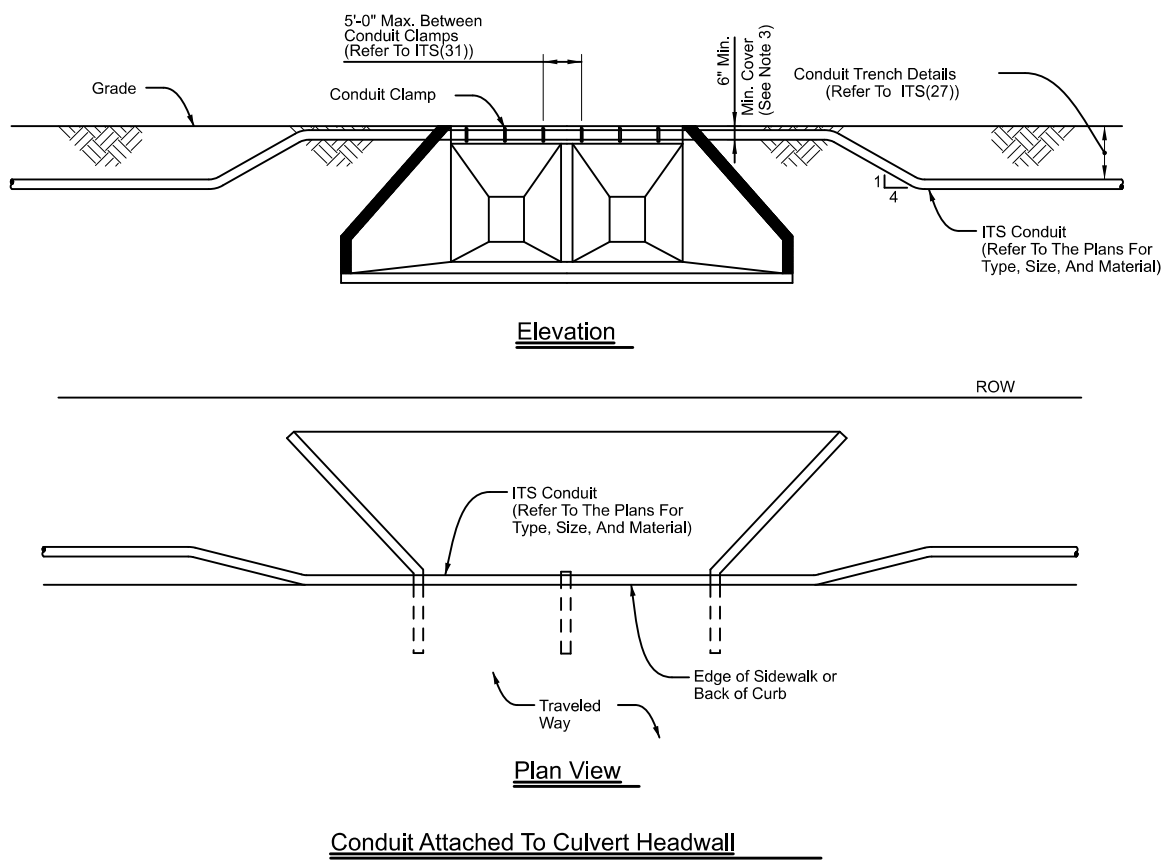 5'-0" Max. Between
Conduit Clamps
(Refer To ITS(31))
Grade
Conduit Clamp
6" Min.
Min. Cover
(See Note 3)
Conduit Trench Details
(Refer To ITS(27))
1
4
ITS Conduit
(Refer To The Plans For
Type, Size, And Material)
Elevation
ROW
ITS Conduit
(Refer To The Plans For
Type, Size, And Material)
Edge of Sidewalk or
Back of Curb
Traveled
Way
Plan View
Conduit Attached To Culvert Headwall